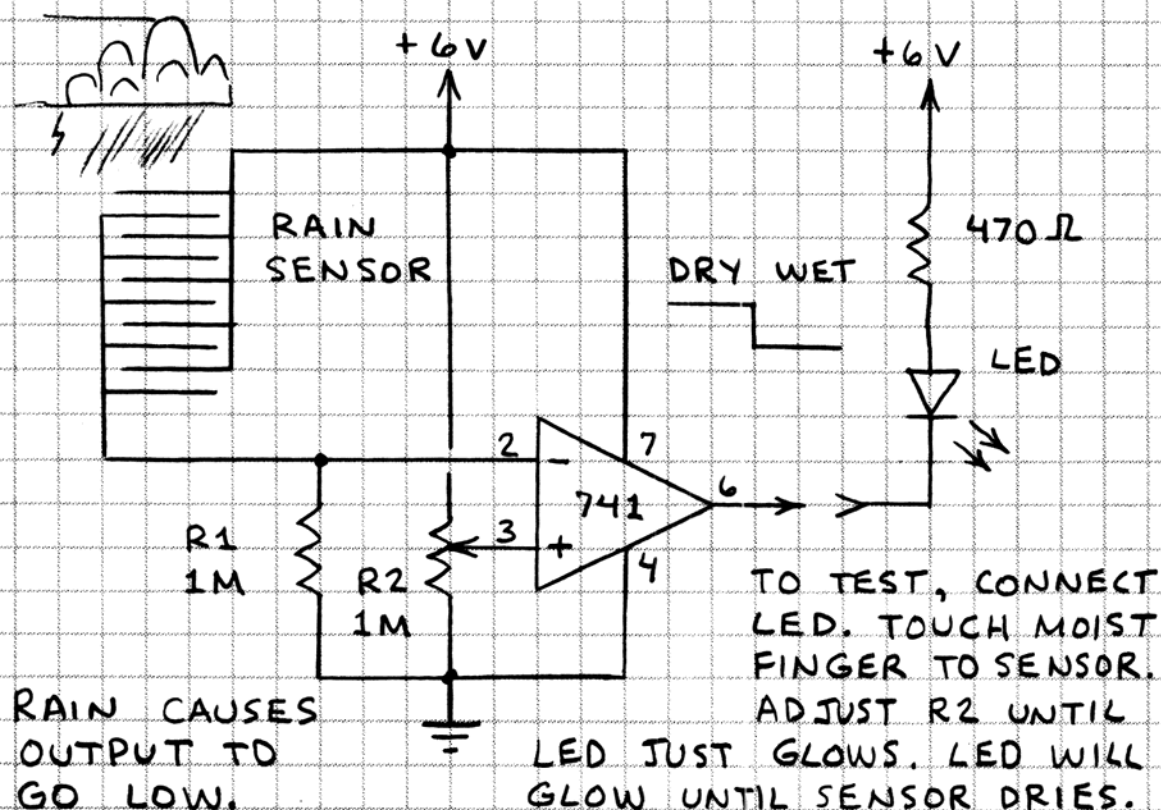 +6V
+6V
RAIN
SENSOR
470Ω
DRY WET
LED
2
7
-
741
6
3
+
4
R1
1M
R2
1M
TO TEST, CONNECT
LED. TOUCH MOIST
FINGER TO SENSOR.
ADJUST R2 UNTIL
LED JUST GLOWS. LED WILL
GLOW UNTIL SENSOR DRIES.
RAIN CAUSES
OUTPUT TO
GO LOW.